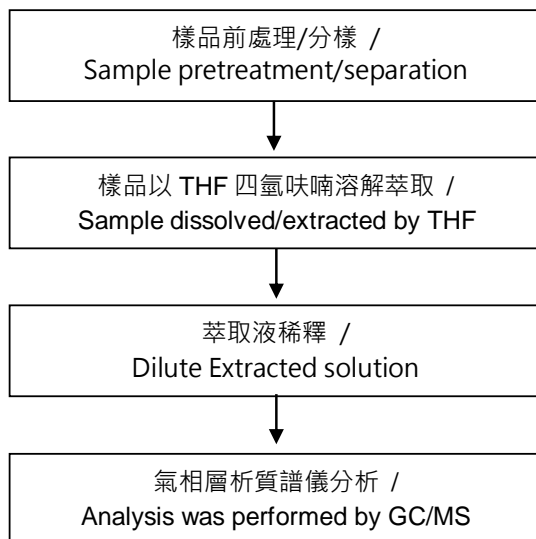 樣品前處理/分樣 /
Sample pretreatment/separation
樣品以 THF 四氫呋喃溶解萃取 /
Sample dissolved/extracted by THF
萃取液稀釋 /
Dilute Extracted solution
氣相層析質譜儀分析 /
Analysis was performed by GC/MS